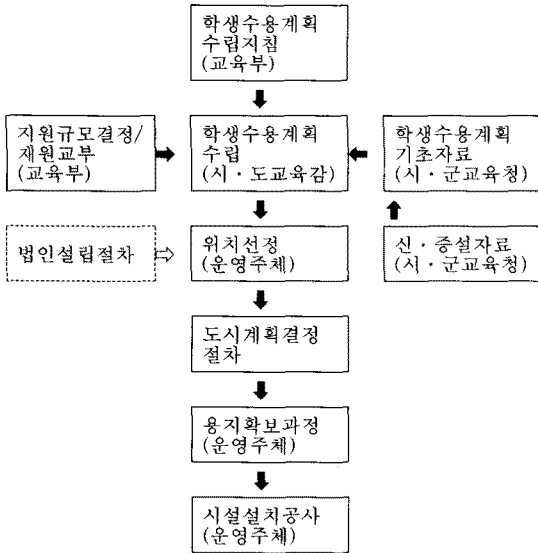 학생수용계획
수립지침
(교육부)
지원규모결정/
재원교부
(교육부)
학생수용계획
수립
(시・도교육감)
학생수용계획
기초자료
(시・군교육청)
법인설립절차
위치선정
(운영주체)
신・증설자료
(시・군교육청)
도시계획결정
절차
용지확보과정
(운영주체)
시설설치공사
(운영주체)